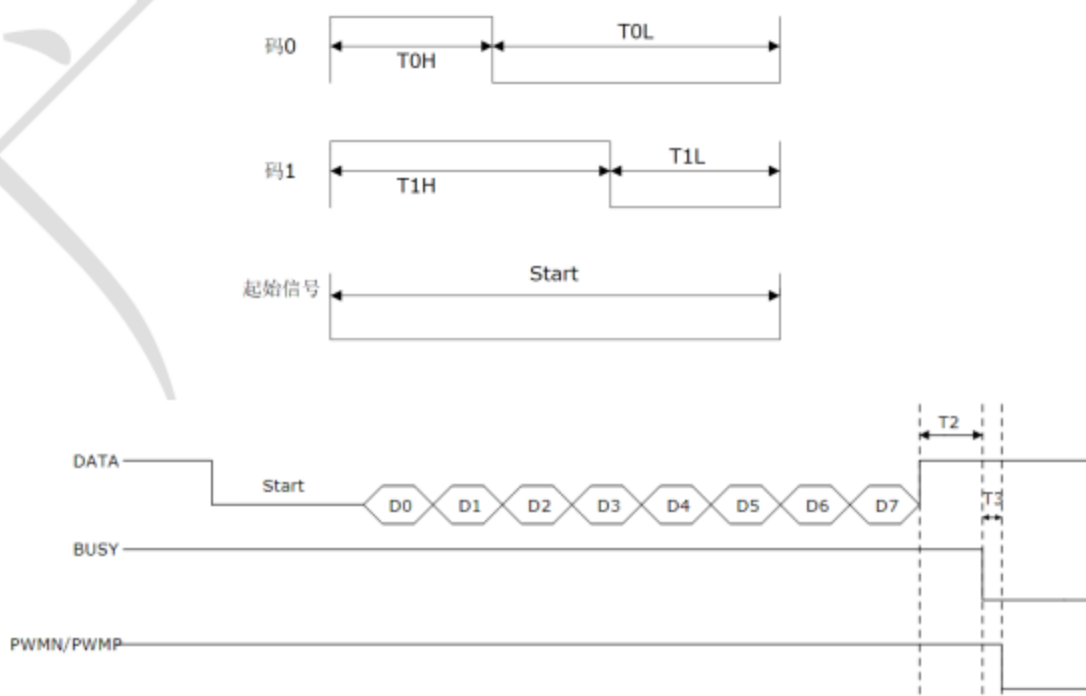 码0
T0H
T0L
码1
T1H
T1L
起始信号
Start
T2
DATA
Start
D0 D1 D2 D3 D4 D5 D6 D7
T3
BUSY
PWMN/PWMP